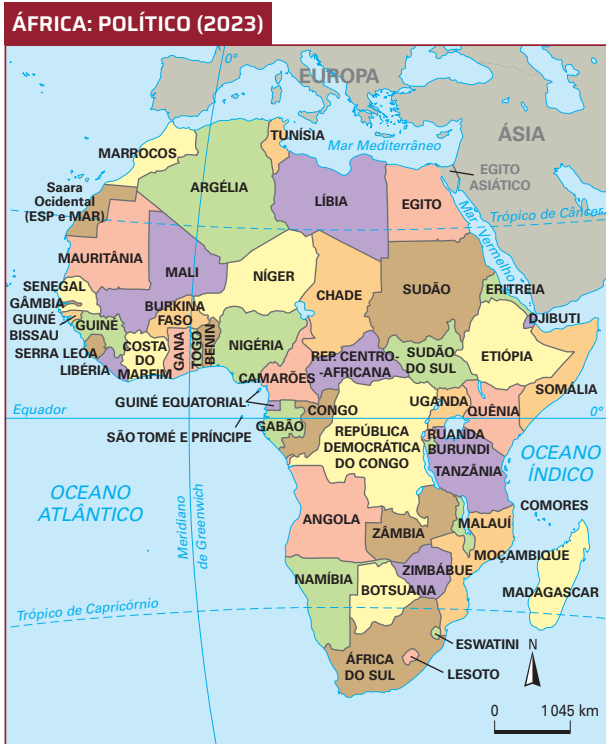 ÁFRICA: POLÍTICO (2023)
0°
EUROPA
ÁSIA
TUNÍSIA
Mar Mediterrâneo
MARROCOS
EGITO
ASIÁTICO
ARGÉLIA
Saara
Ocidental
(ESP e MAR)
LÍBIA
EGITO
Mar Vermelho
Trópico de Câncer
MAURITÂNIA
MALI
NÍGER
CHADE
SUDÃO
ERITREIA
SENEGAL
GÂMBIA
GUINÉ
BISSAU
GUINÉ
BURKINA
FASO
DJIBUTI
SERRA LEOA
LIBÉRIA
COSTA
DO
MARFIM
GANA
TOGO
BENIN
NIGÉRIA
CAMARÕES
REP. CENTRO-
-AFRICANA
SUDÃO
DO SUL
ETIÓPIA
SOMÁLIA
GUINÉ EQUATORIAL
UGANDA
QUÊNIA
Equador
0°
CONGO
GABÃO
SÃO TOMÉ E PRÍNCIPE
REPÚBLICA
DEMOCRÁTICA
DO CONGO
RUANDA
BURUNDI
TANZÂNIA
OCEANO
ÍNDICO
OCEANO
ATLÂNTICO
Meridiano
de Greenwich
COMORES
ANGOLA
ZÂMBIA
MALAUÍ
MOÇAMBIQUE
ZIMBÁBUE
NAMÍBIA
BOTSUANA
MADAGASCAR
Trópico de Capricórnio
ESWATINI
N
ÁFRICA
DO SUL
LESOTO
0
1 045 km